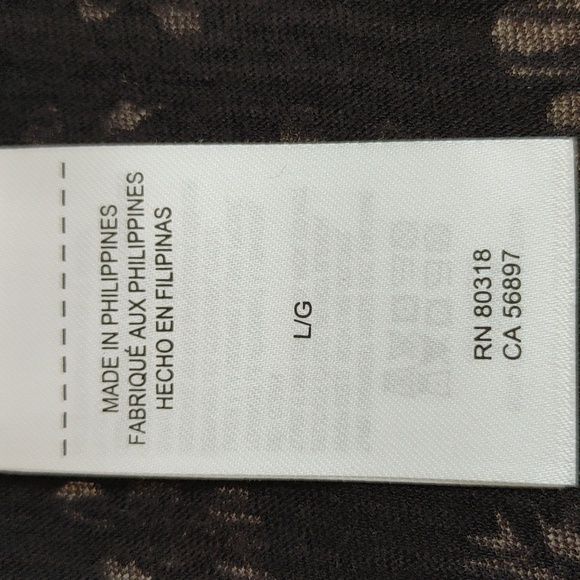 MADE IN PHILIPPINES
FABRIQUÉ AUX PHILIPPINES
HECHO EN FILIPINAS
L/G
RN 80318
CA 56897